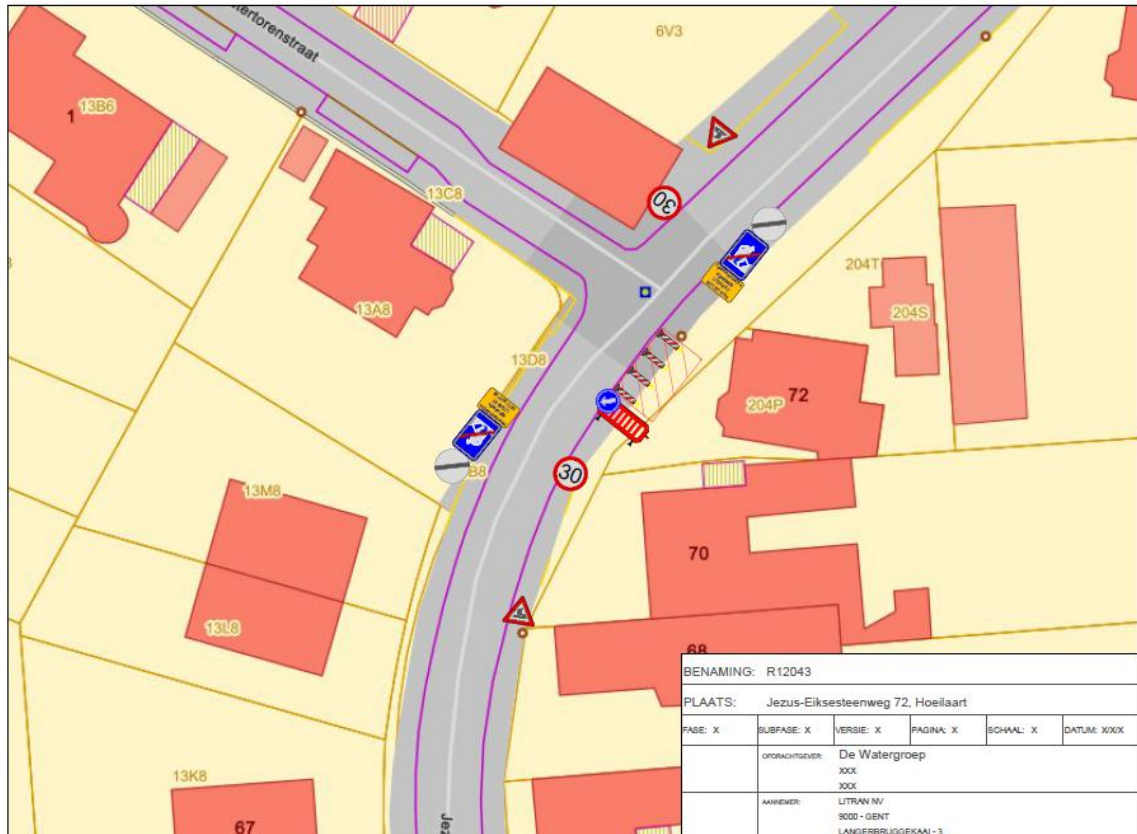 tertorenstraat
6V3
13B6
1
13C8
30
204T
13A8
204S
13D8
72
204P
30
B8
13M8
70
13L8
68
13K8
67
Jez
BENAMING: R12043
PLAATS: Jezus-Eiksesteenweg 72, Hoeilaart
FASE: X SUBFASE: X VERSIE: X PAGINA: X SCHAAL: X DATUM: X/X/X
OPDRACHTGEVER: De Watergroep
XXX
XXX
AANNEMER: LITRAN NV
9000 - GENT
LANGERBRUGGEKAAI - 3